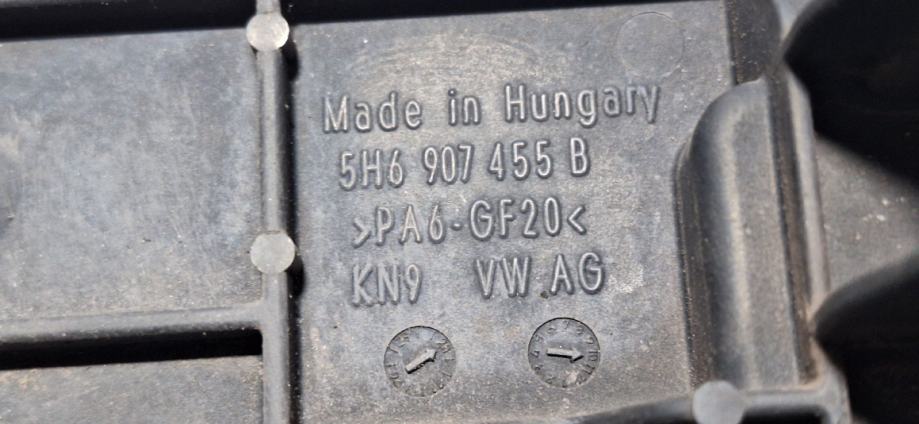 Made in Hungary
5H6 907 455 B
>PA6-GF20<
KN9 VW AG